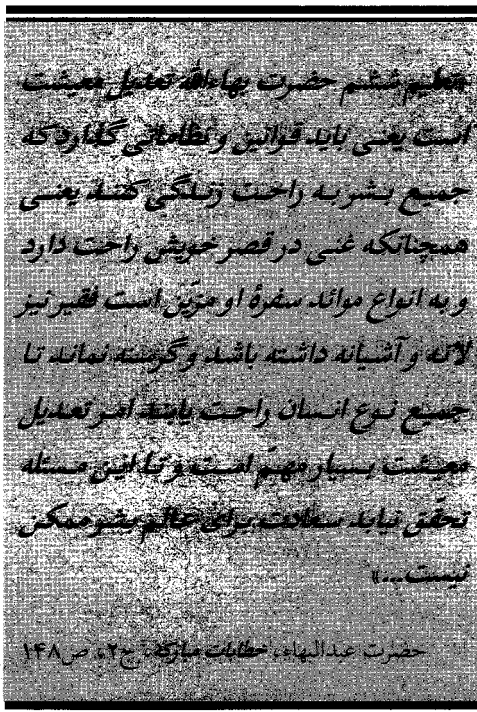 تعلیم ششم حضرت بهاءالله تعدیل معیشت
است یعنی باید قوانین و نظاماتی گذارد که
جمیع بشر به راحت زندگی کنند یعنی
همچنانکه غنی در قصر خویش راحت دارد
و به انواع موائد سفرهٔ او مزیّن است فقیر نیز
لانه و آشیانه داشته باشد و گرسنه نماند تا
جمیع نوع انسان راحت یابند امر تعدیل
معیشت بسیار مهمّ است و تا این مسئله
تحقّق نیابد سعادت برای عالم بشر ممکن
نیست...»
حضرت عبدالبهاء، خطابات مبارکه، ج۲، ص۱۴۸